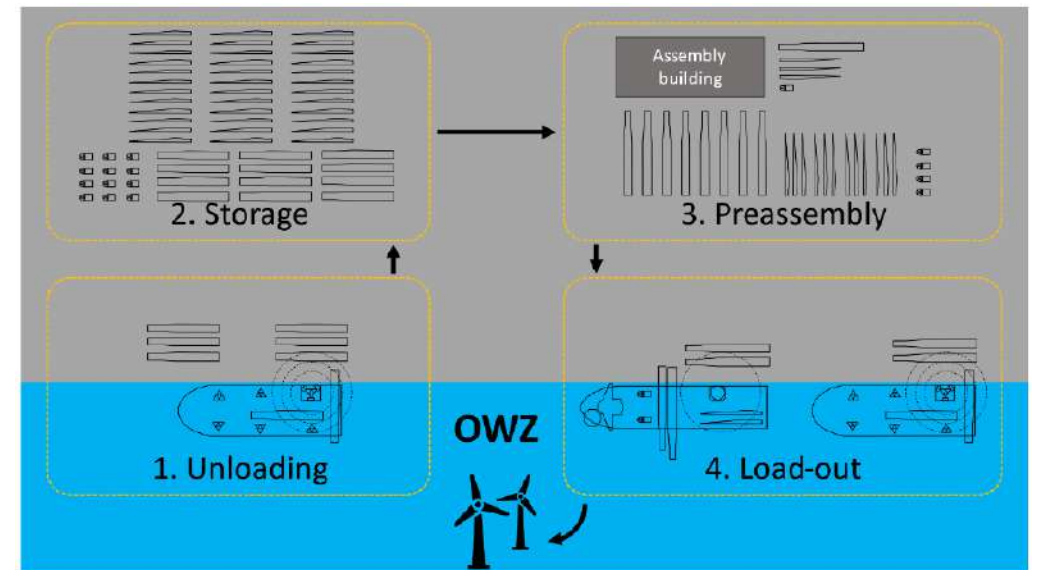 Assembly
building
2. Storage
3. Preassembly
1. Unloading
OWZ
4. Load-out